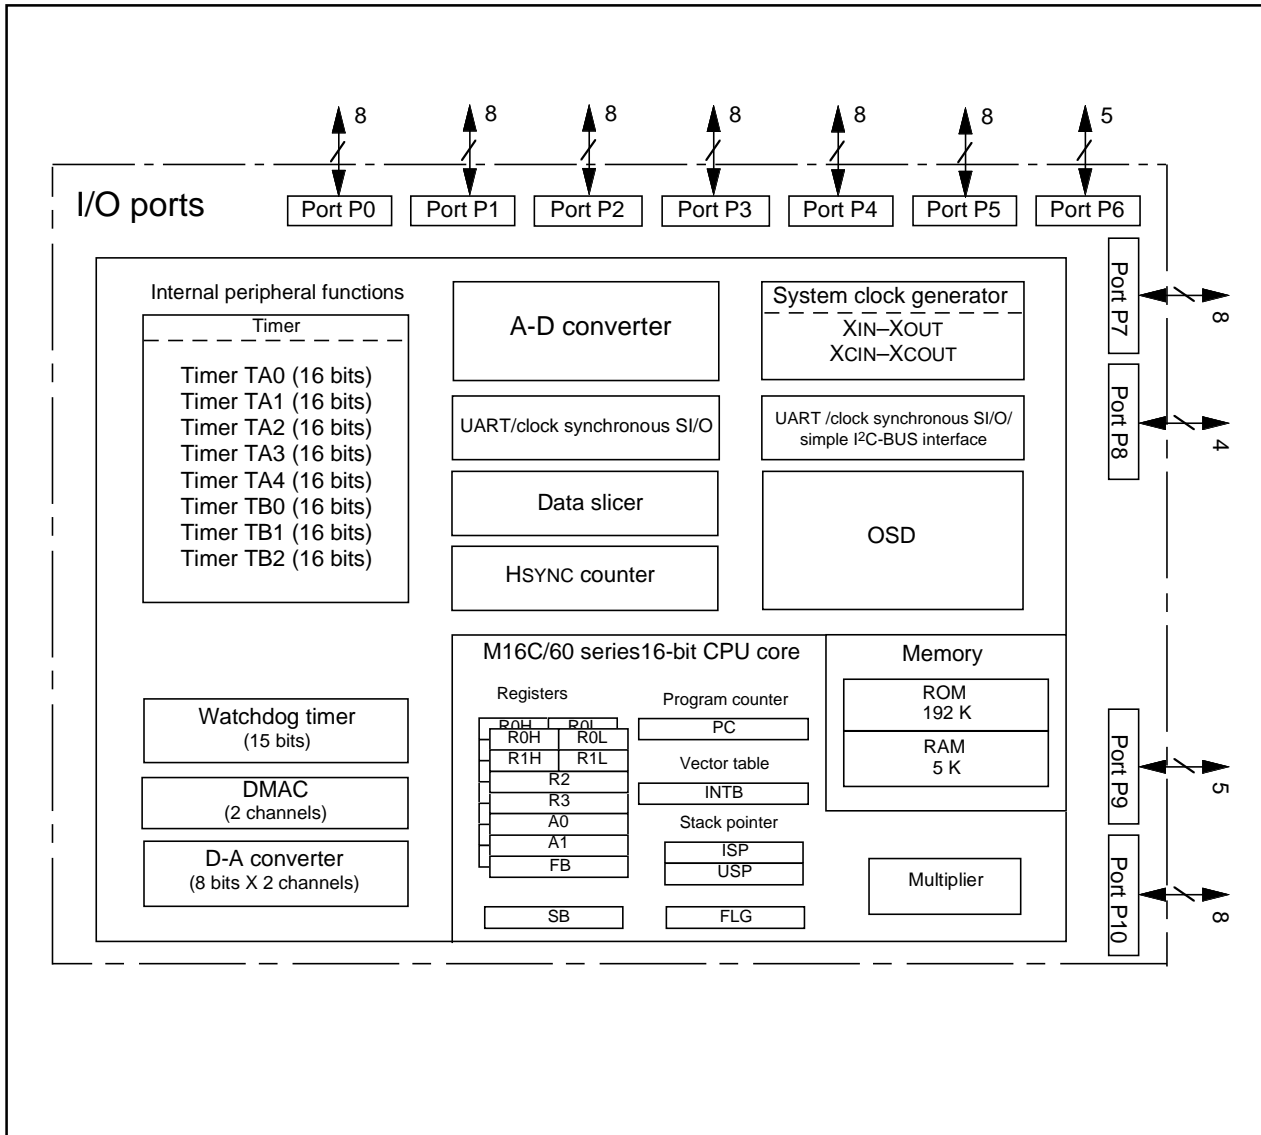 8
8
8
8
8
8
5
I/O ports
Port P0
Port P1
Port P2
Port P3
Port P4
Port P5
Port P6
Port P7
8
Port P8
4
Port P9
5
Port P10
8
Internal peripheral functions
Timer
Timer TA0 (16 bits)
Timer TA1 (16 bits)
Timer TA2 (16 bits)
Timer TA3 (16 bits)
Timer TA4 (16 bits)
Timer TB0 (16 bits)
Timer TB1 (16 bits)
Timer TB2 (16 bits)
A-D converter
System clock generator
XIN–XOUT
XCIN–XCOUT
UART/clock synchronous SI/O
UART /clock synchronous SI/O/
simple I²C-BUS interface
Data slicer
HSYNC counter
OSD
Watchdog timer
(15 bits)
DMAC
(2 channels)
D-A converter
(8 bits X 2 channels)
M16C/60 series16-bit CPU core
Registers
R0H R0L
R0H R0L
R1H R1L
R2
R3
A0
A1
FB
SB
Program counter
PC
Vector table
INTB
Stack pointer
ISP
USP
FLG
Memory
ROM
192 K
RAM
5 K
Multiplier